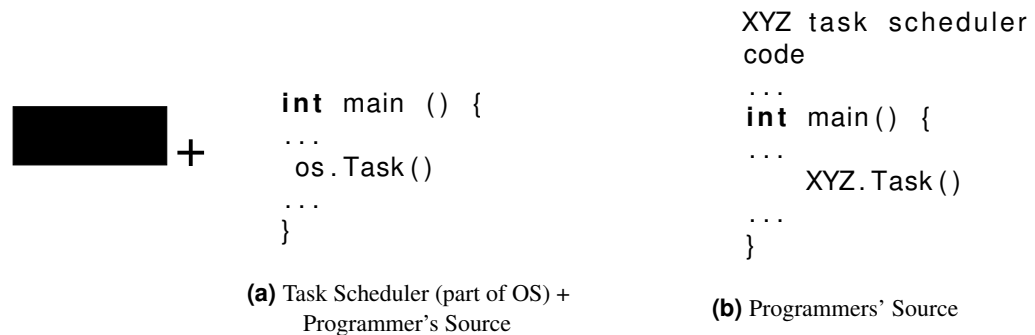 +
int main () {
...
os.Task()
...
}
(a) Task Scheduler (part of OS) +
Programmer's Source
XYZ task scheduler
code
...
int main() {
...
XYZ.Task()
...
}
(b) Programmers' Source